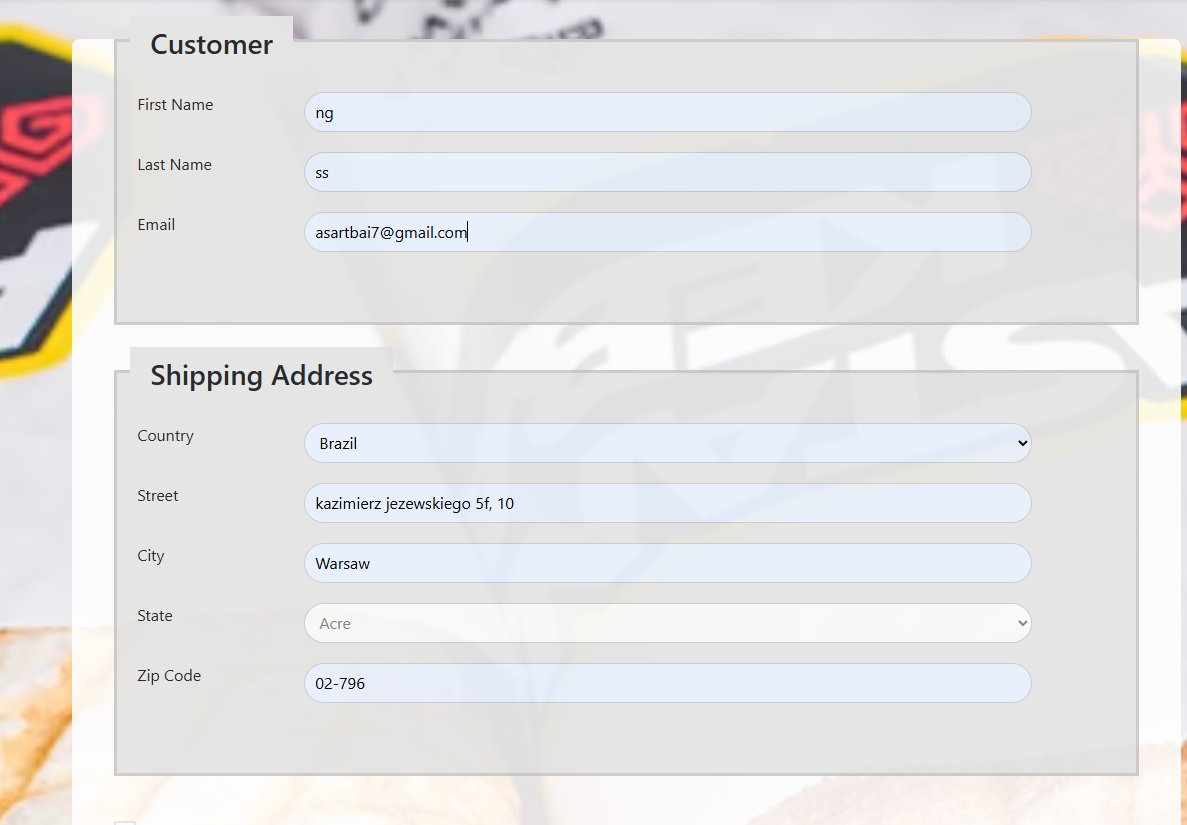 Customer
First Name
ng
Last Name
ss
Email
asartbai7@gmail.com
Shipping Address
Country
Brazil
Street
kazimierz jezewskiego 5f, 10
City
Warsaw
State
Acre
Zip Code
02-796